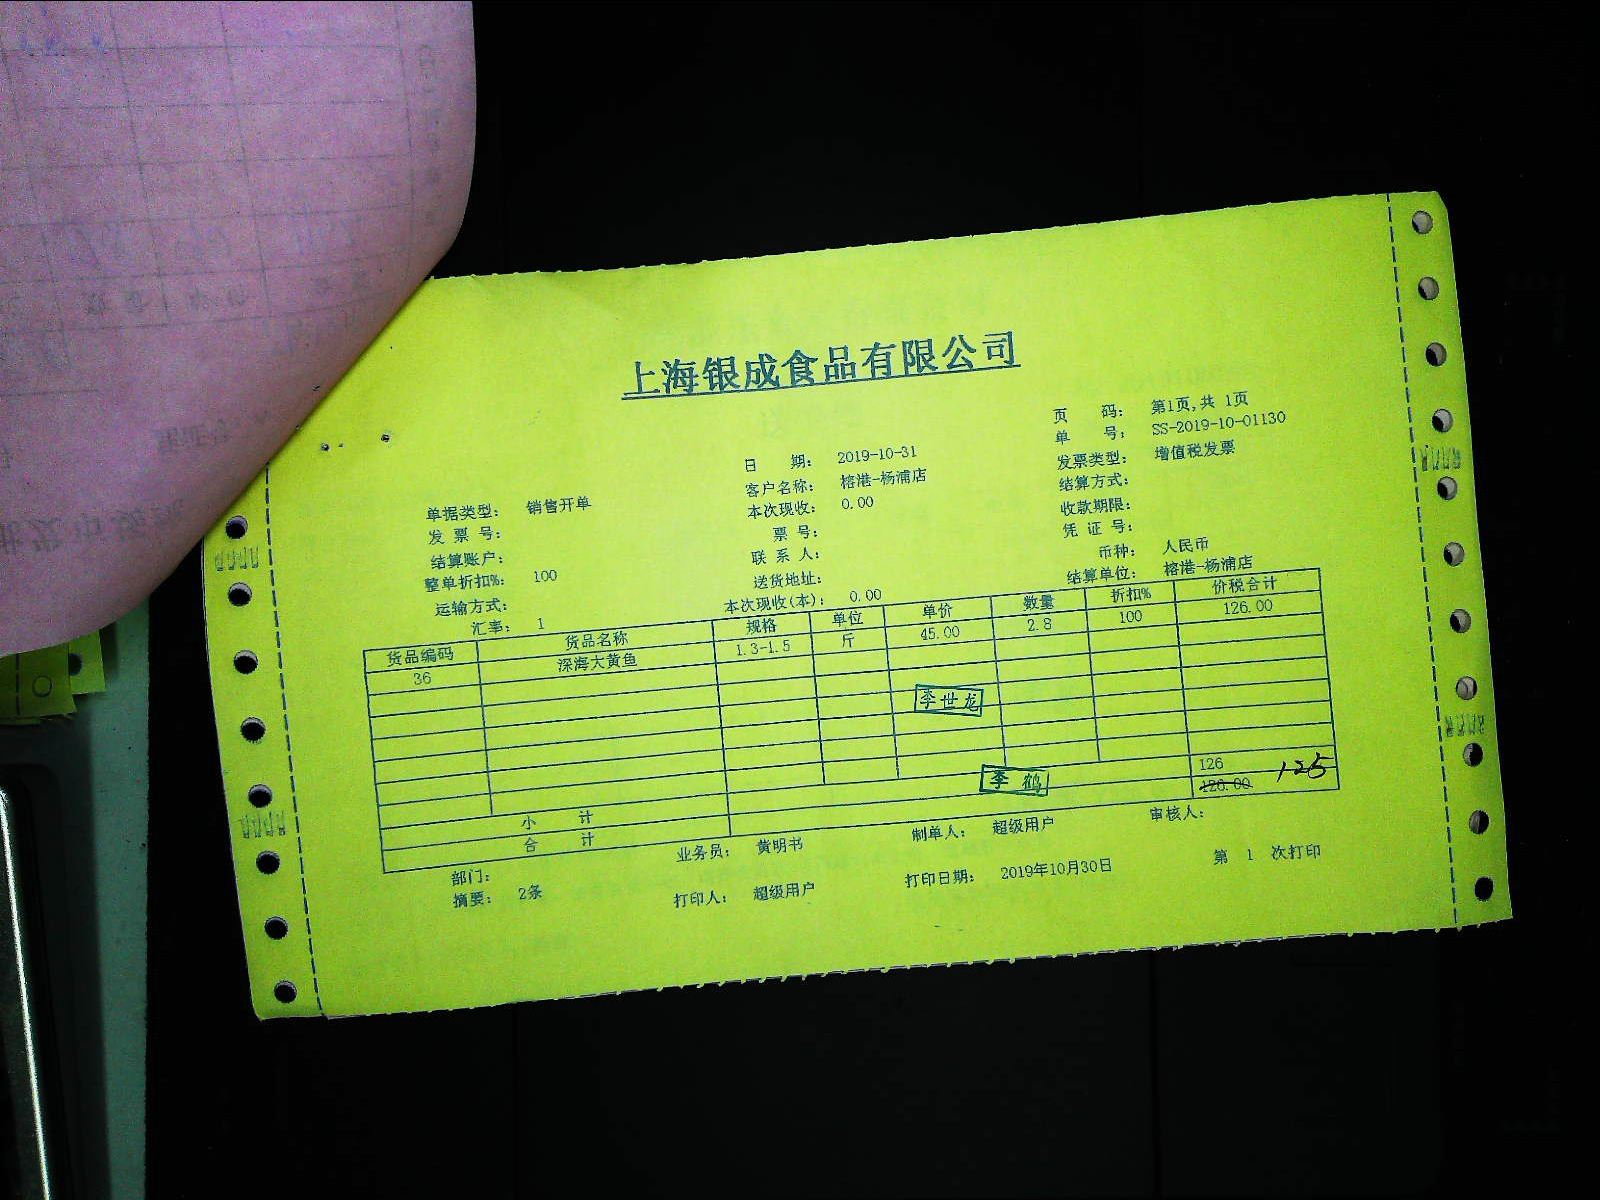 上海银成食品有限公司
页 码： 第1页,共 1页
单 号： SS-2019-10-01130
日 期： 2019-10-31
发票类型： 增值税发票
客户名称： 榕港-杨浦店
结算方式：
单据类型： 销售开单
本次现收： 0.00
收款期限：
发 票 号：
票 号：
凭 证 号：
结算账户：
联 系 人：
币种： 人民币
整单折扣%： 100
送货地址：
结算单位： 榕港-杨浦店
运输方式：
本次现收(本)： 0.00
汇率： 1
货品编码 货品名称 规格 单位 单价 数量 折扣% 价税合计
36 深海大黄鱼 1.3-1.5 斤 45.00 2.8 100 126.00
李世龙
李鹤
小 计 126
合 计 126.00 125
部门： 业务员： 黄明书 制单人： 超级用户 审核人：
摘要： 2条 打印人： 超级用户 打印日期： 2019年10月30日 第 1 次打印